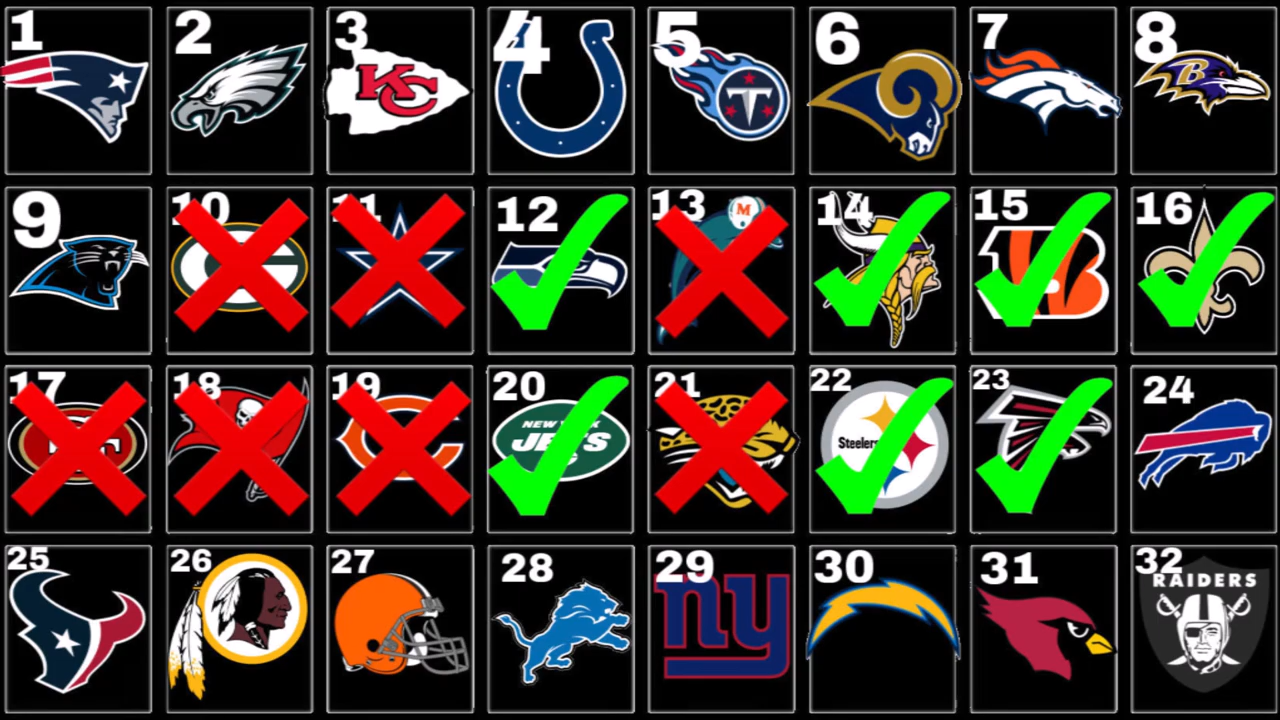 1 2 3 4 5 6 7 8
KC T B
9 10 11 12 13 14 15 16
M
17 18 19 20 21 22 23 24
NEW YORK
JETS
Steelers
25 26 27 28 29 30 31 32
RAIDERS
ny